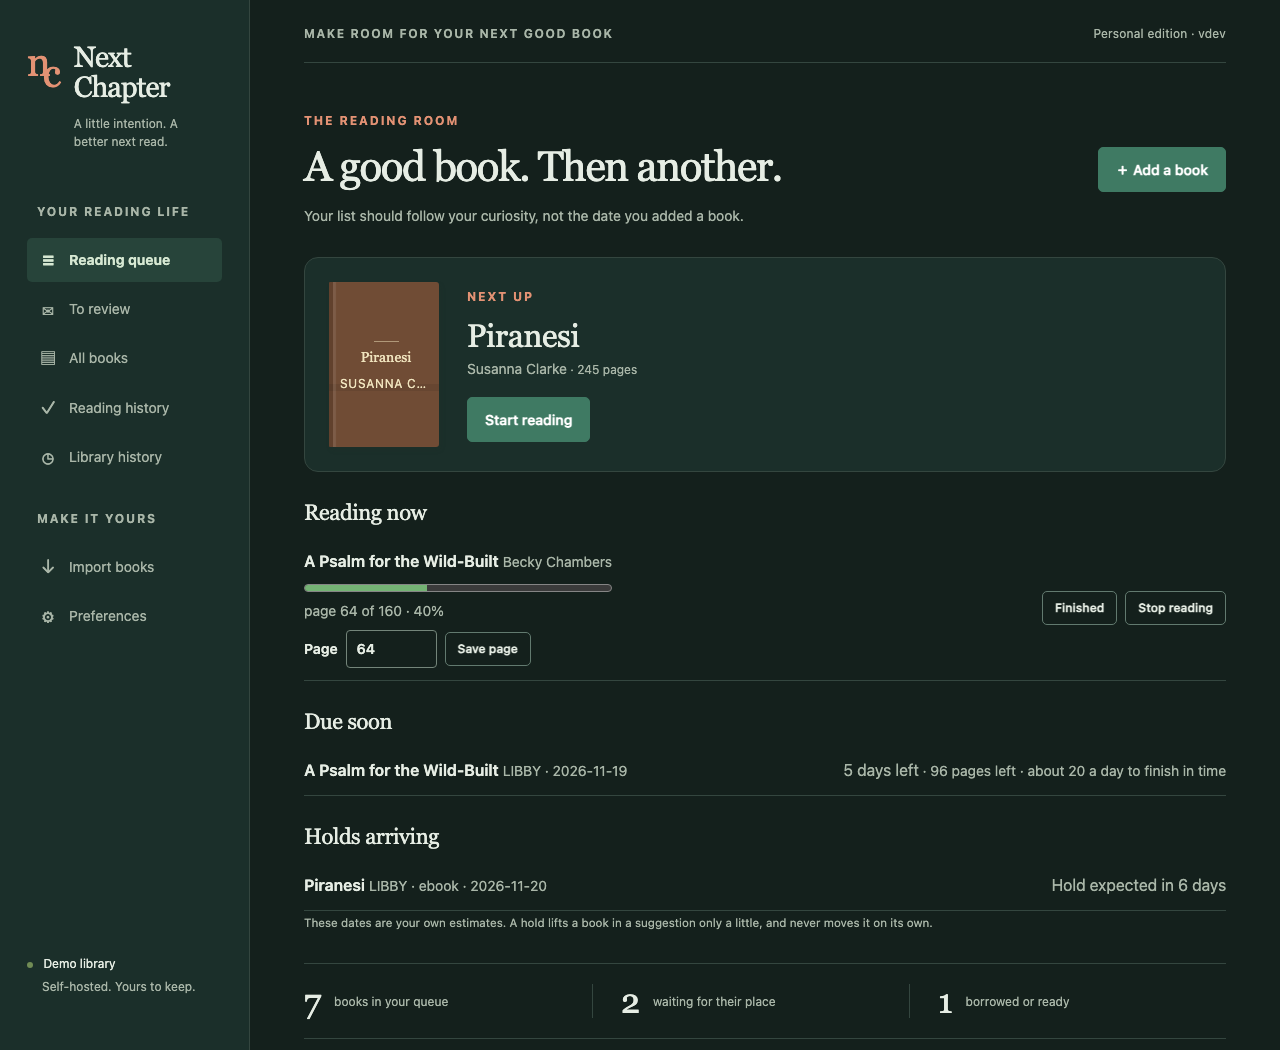 nc
Next
Chapter
A little intention. A
better next read.
YOUR READING LIFE
Reading queue
To review
All books
Reading history
Library history
MAKE IT YOURS
Import books
Preferences
Demo library
Self-hosted. Yours to keep.
MAKE ROOM FOR YOUR NEXT GOOD BOOK
Personal edition · vdev
THE READING ROOM
A good book. Then another.
+ Add a book
Your list should follow your curiosity, not the date you added a book.
Piranesi
SUSANNA C…
NEXT UP
Piranesi
Susanna Clarke · 245 pages
Start reading
Reading now
A Psalm for the Wild-Built Becky Chambers
page 64 of 160 · 40%
Finished
Stop reading
Page 64 Save page
Due soon
A Psalm for the Wild-Built LIBBY · 2026-11-19
5 days left · 96 pages left · about 20 a day to finish in time
Holds arriving
Piranesi LIBBY · ebook · 2026-11-20
Hold expected in 6 days
These dates are your own estimates. A hold lifts a book in a suggestion only a little, and never moves it on its own.
7 books in your queue
2 waiting for their place
1 borrowed or ready